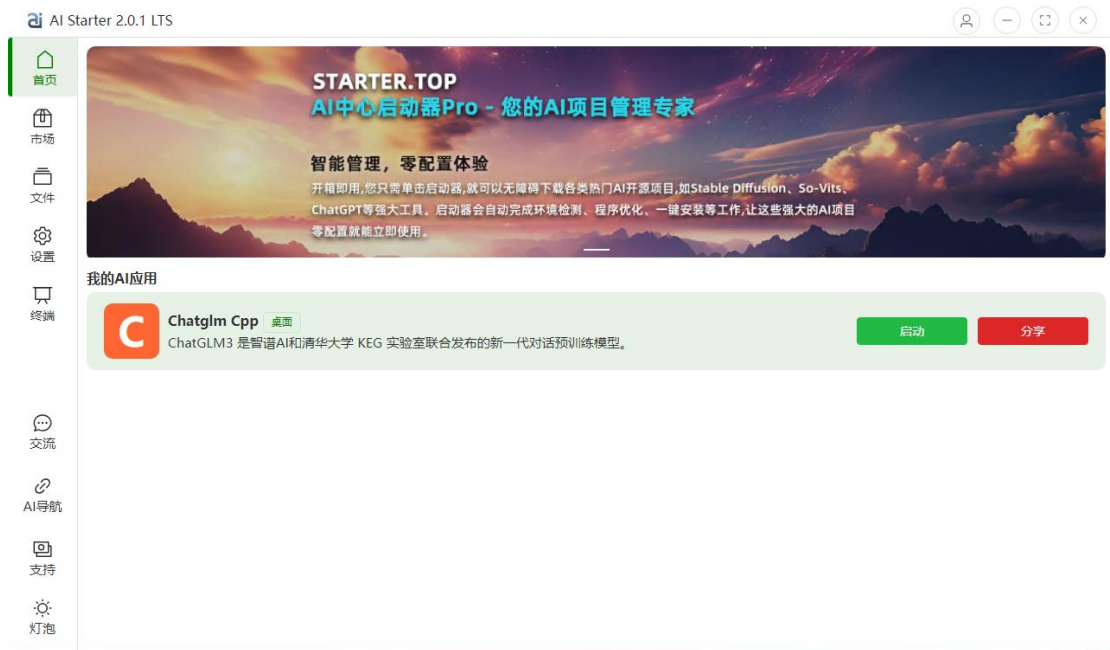 AI Starter 2.0.1 LTS
首页
市场
文件
设置
终端
交流
AI导航
支持
灯泡
STARTER.TOP
AI中心启动器Pro - 您的AI项目管理专家
智能管理，零配置体验
开箱即用,您只需单击启动器,就可以无障碍下载各类热门AI开源项目,如Stable Diffusion、So-Vits、
ChatGPT等强大工具。启动器会自动完成环境检测、程序优化、一键安装等工作,让这些强大的AI项目
零配置就能立即使用。
我的AI应用
C
Chatglm Cpp 桌面
ChatGLM3 是智谱AI和清华大学 KEG 实验室联合发布的新一代对话预训练模型。
启动
分享